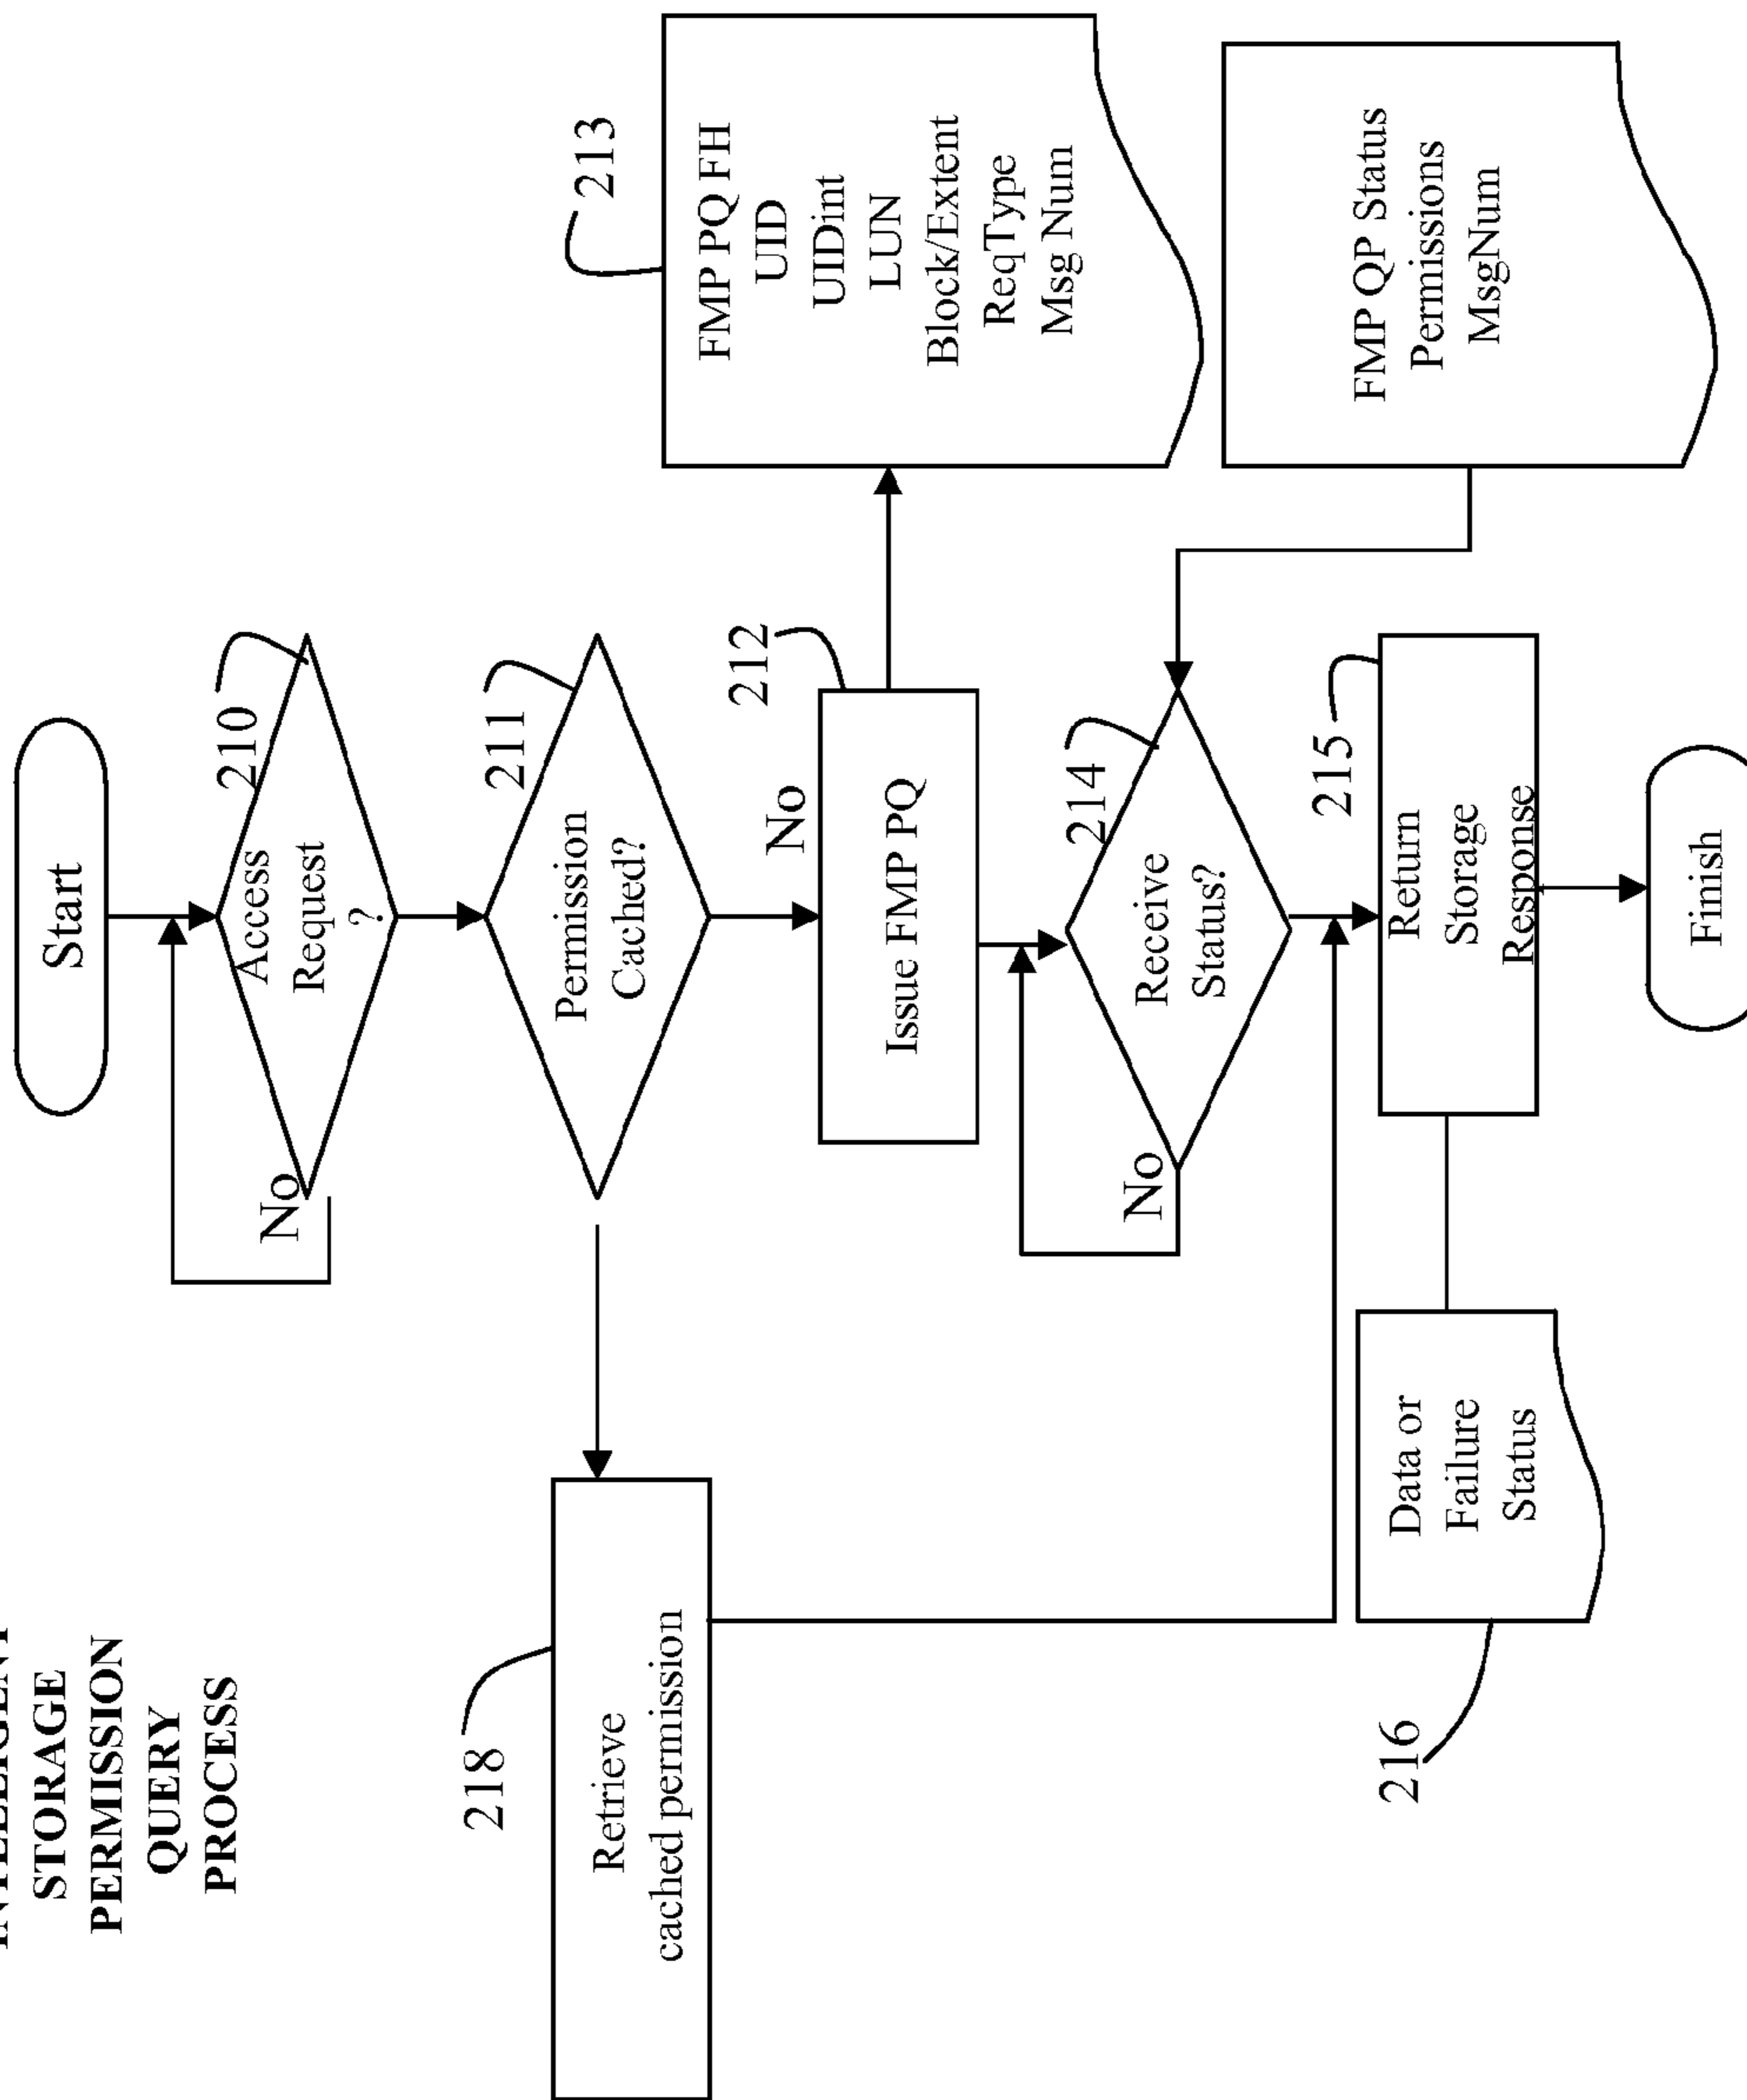 STORAGE
PERMISSION
QUERY
PROCESS
Start
210
Access
Request
?
No
211
Permission
Cached?
218
Retrieve
cached permission
212
No
Issue FMP PQ
213
FMP PQ FH
UID
UIDint
LUN
Block/Extent
ReqType
Msg Num
214
Receive
Status?
No
FMP QP Status
Permissions
MsgNum
215
Return
Storage
Response
216
Data or
Failure
Status
Finish